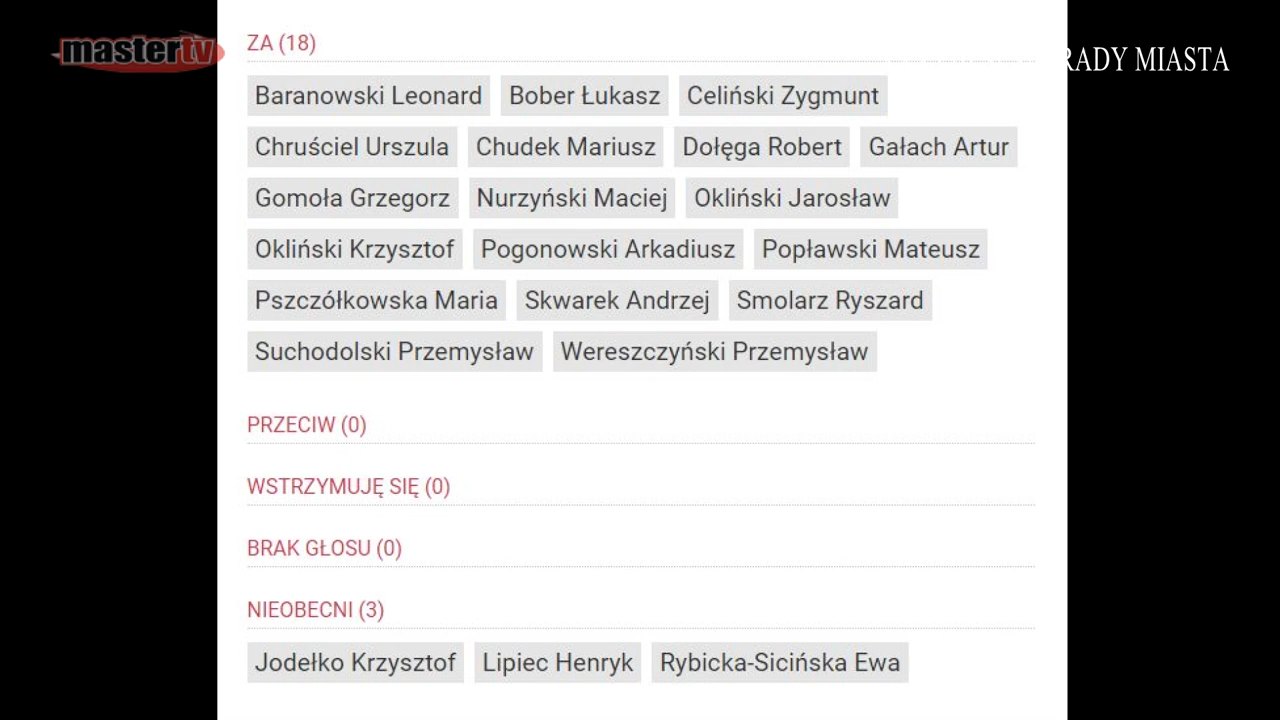 mastertv
RADY MIASTA
ZA (18)
Baranowski Leonard Bober Łukasz Celiński Zygmunt
Chruściel Urszula Chudek Mariusz Dołęga Robert Gałach Artur
Gomoła Grzegorz Nurzyński Maciej Okliński Jarosław
Okliński Krzysztof Pogonowski Arkadiusz Popławski Mateusz
Pszczółkowska Maria Skwarek Andrzej Smolarz Ryszard
Suchodolski Przemysław Wereszczyński Przemysław
PRZECIW (0)
WSTRZYMUJĘ SIĘ (0)
BRAK GŁOSU (0)
NIEOBECNI (3)
Jodełko Krzysztof Lipiec Henryk Rybicka-Sicińska Ewa